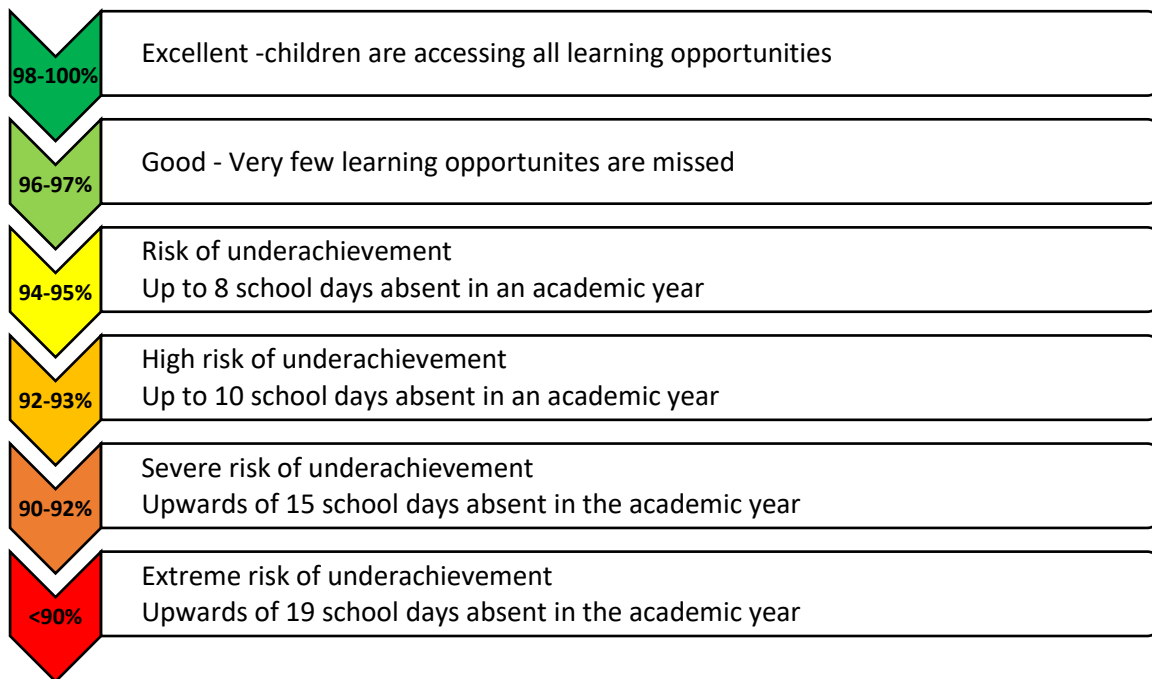 98-100%
Excellent -children are accessing all learning opportunities
96-97%
Good - Very few learning opportunites are missed
94-95%
Risk of underachievement
Up to 8 school days absent in an academic year
92-93%
High risk of underachievement
Up to 10 school days absent in an academic year
90-92%
Severe risk of underachievement
Upwards of 15 school days absent in the academic year
<90%
Extreme risk of underachievement
Upwards of 19 school days absent in the academic year